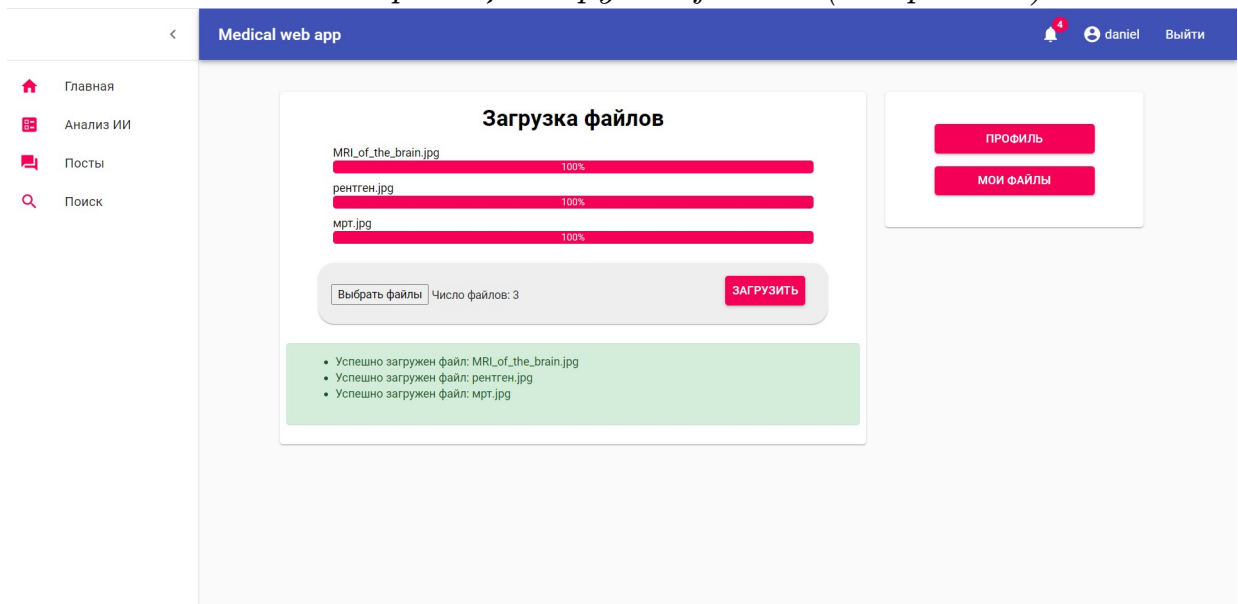 Medical web app
4
daniel
Выйти
Главная
Анализ ИИ
Посты
Поиск
Загрузка файлов
MRI_of_the_brain.jpg
100%
рентген.jpg
100%
мрт.jpg
100%
Выбрать файлы Число файлов: 3
ЗАГРУЗИТЬ
Успешно загружен файл: MRI_of_the_brain.jpg
Успешно загружен файл: рентген.jpg
Успешно загружен файл: мрт.jpg
ПРОФИЛЬ
МОИ ФАЙЛЫ